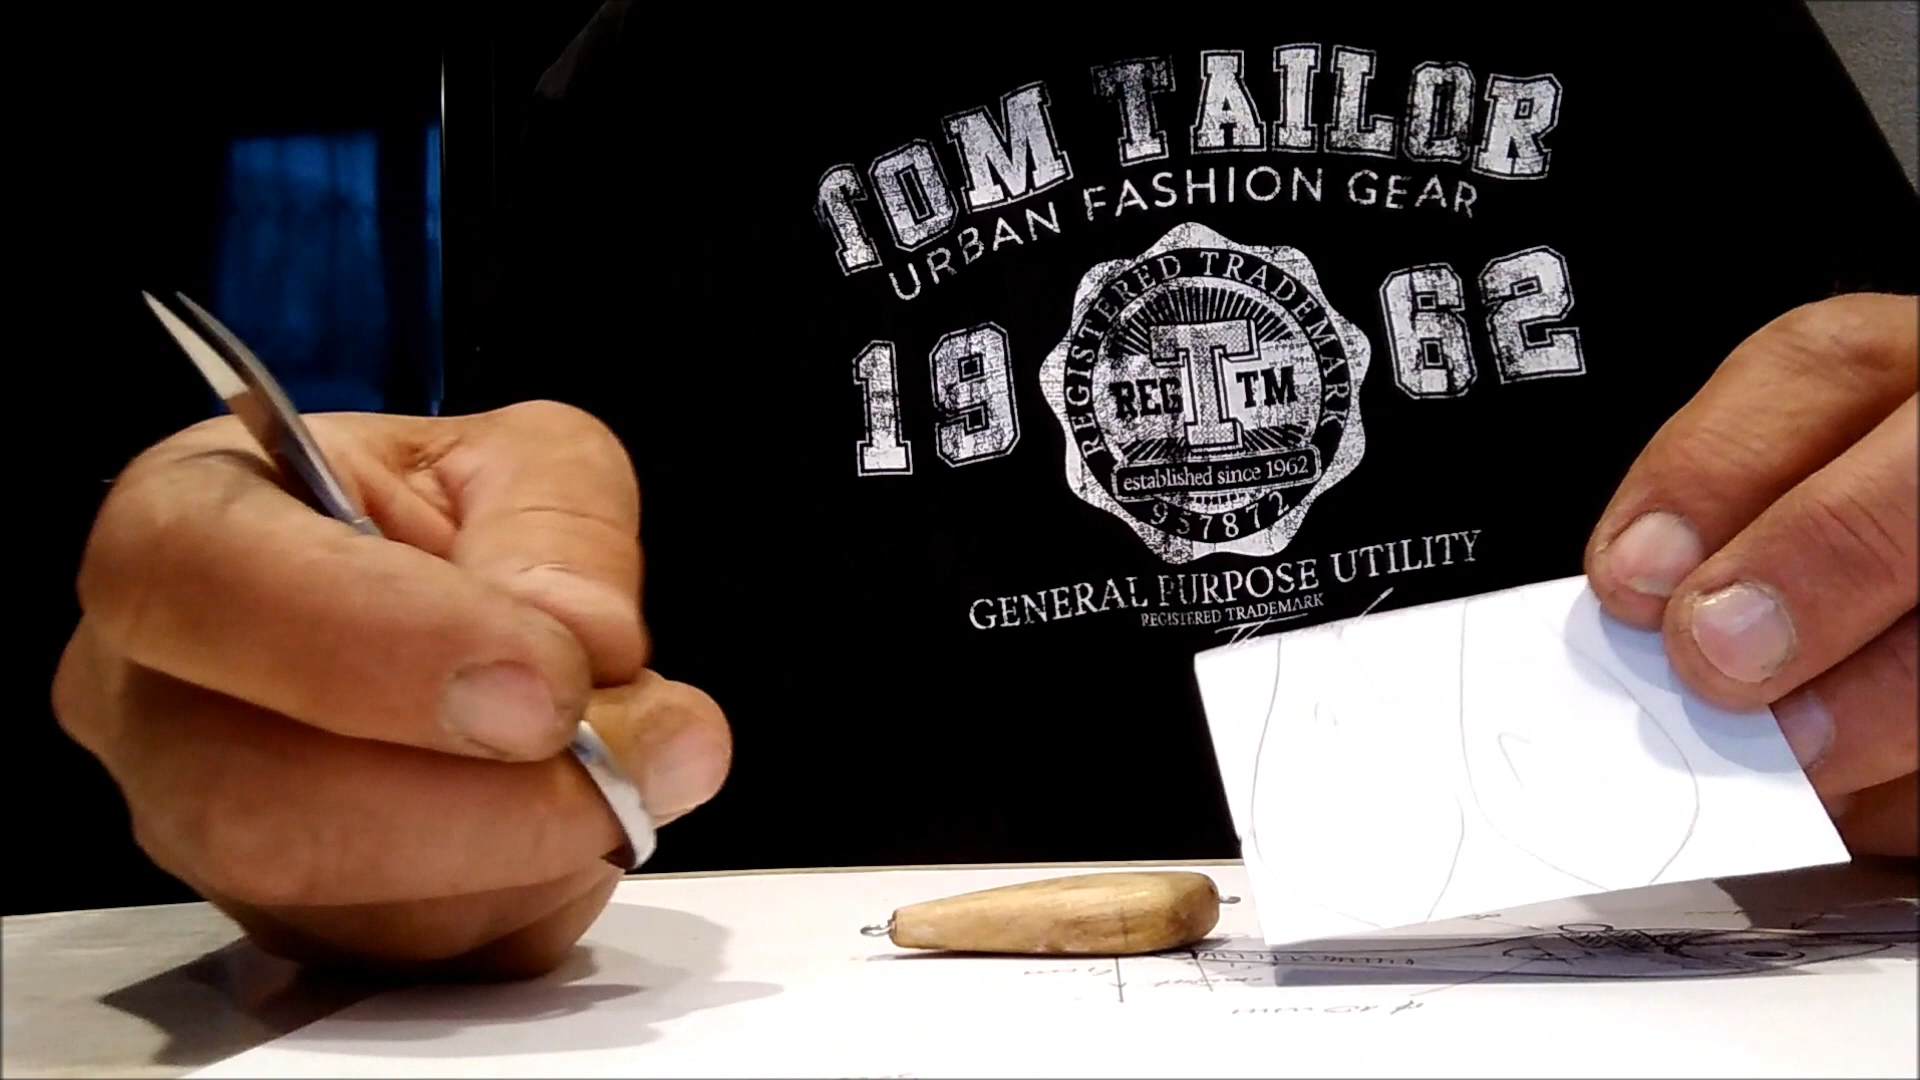 TOM TAILOR
URBAN FASHION GEAR
19 62
REGISTERED TRADEMARK
REG T TM
established since 1962
957872
GENERAL PURPOSE UTILITY
REGISTERED TRADEMARK